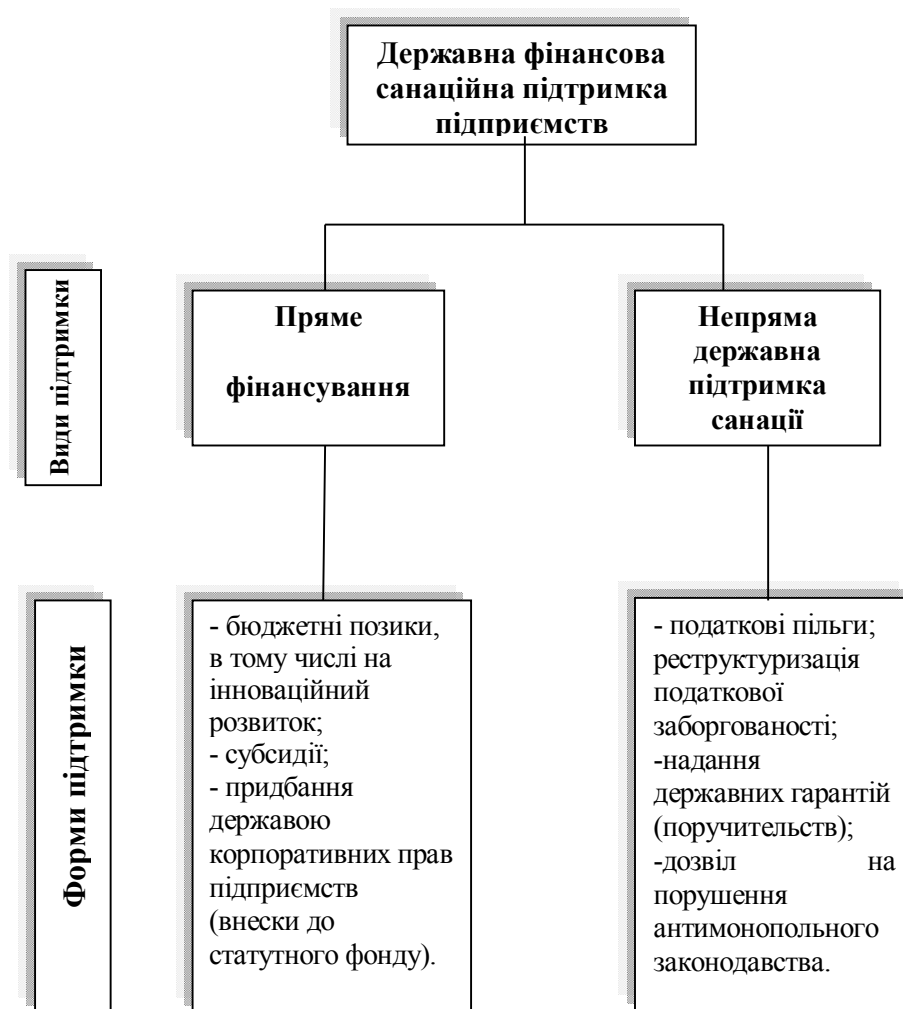 Державна фінансова
санаційна підтримка
підприємств
Види підтримки
Пряме
фінансування
Непряма
державна
підтримка
санації
Форми підтримки
- бюджетні позики,
в тому числі на
інноваційний
розвиток;
- субсидії;
- придбання
державою
корпоративних прав
підприємств
(внески до
статутного фонду).
- податкові пільги;
реструктуризація
податкової
заборгованості;
-надання
державних гарантій
(поручительств);
-дозвіл на
порушення
антимонопольного
законодавства.